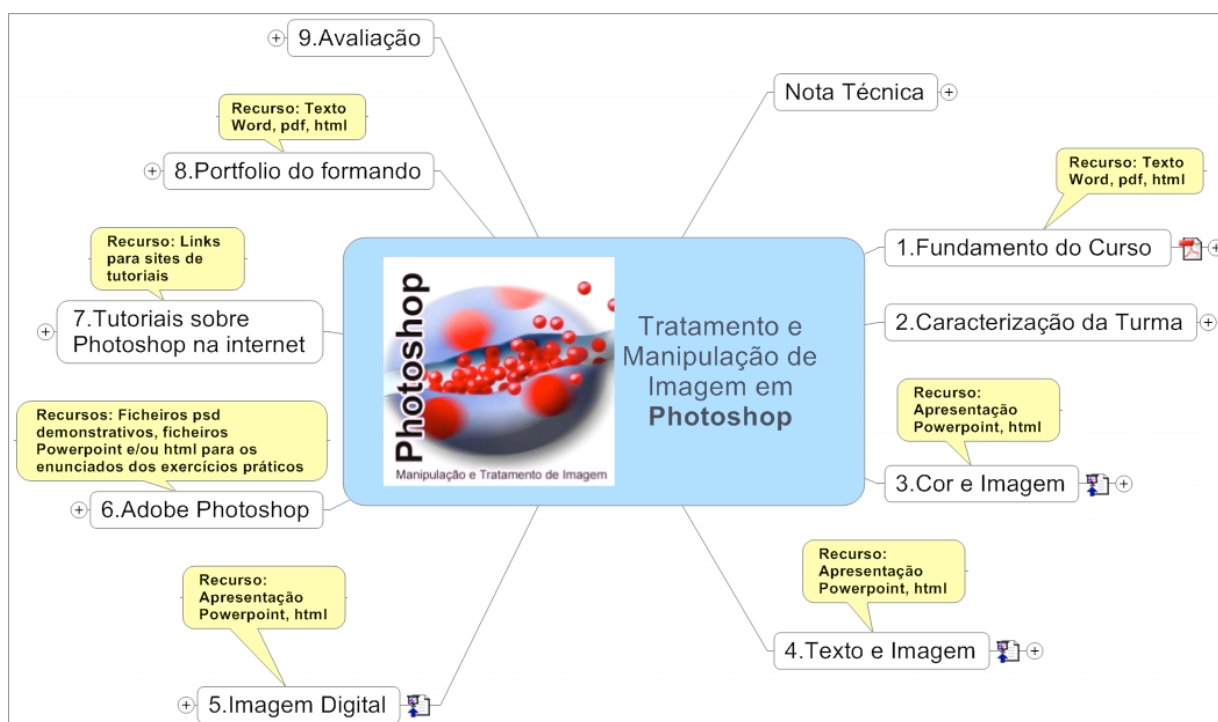 9.Avaliação
Nota Técnica
Recurso: Texto
Word, pdf, html
8.Portfolio do formando
Recurso: Texto
Word, pdf, html
1.Fundamento do Curso
Recurso: Links
para sites de
tutoriais
7.Tutoriais sobre
Photoshop na internet
2.Caracterização da Turma
Photoshop
Manipulação e Tratamento de Imagem
Tratamento e
Manipulação de
Imagem em
Photoshop
Recurso:
Apresentação
Powerpoint, html
3.Cor e Imagem
Recursos: Ficheiros psd
demonstrativos, ficheiros
Powerpoint e/ou html para os
enunciados dos exercícios práticos
6.Adobe Photoshop
Recurso:
Apresentação
Powerpoint, html
4.Texto e Imagem
Recurso:
Apresentação
Powerpoint, html
5.Imagem Digital